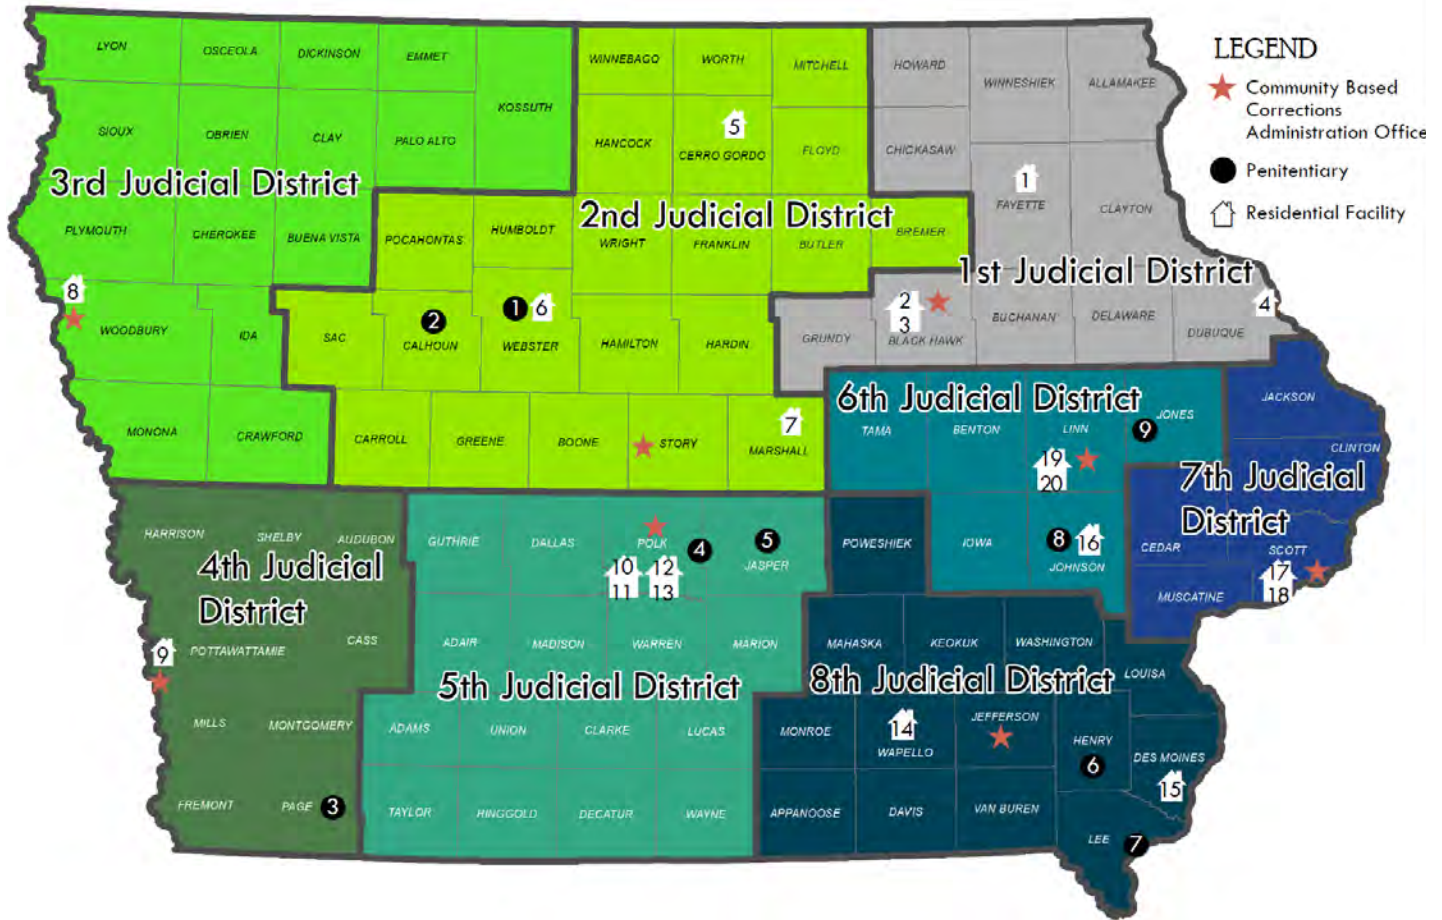 LEGEND
Community Based
Corrections
Administration Office
Penitentiary
Residential Facility
LYON
OSCEOLA
DICKINSON
EMMET
KOSSUTH
WINNEBAGO
WORTH
MITCHELL
HOWARD
WINNESHIEK
ALLAMAKEE
SIOUX
OBRIEN
CLAY
PALO ALTO
HANCOCK
5
CERRO GORDO
FLOYD
CHICKASAW
3rd Judicial District
1
FAYETTE
CLAYTON
PLYMOUTH
CHEROKEE
BUENA VISTA
POCAHONTAS
HUMBOLDT
2nd Judicial District
WRIGHT
FRANKLIN
BUTLER
BREMER
1st Judicial District
8
WOODBURY
IDA
SAC
2
CALHOUN
1
6
WEBSTER
HAMILTON
HARDIN
GRUNDY
2
3
BLACK HAWK
BUCHANAN
DELAWARE
4
DUBUQUE
MONONA
CRAWFORD
CARROLL
GREENE
BOONE
STORY
7
MARSHALL
6th Judicial District
TAMA
BENTON
LINN
JONES
9
19
20
JACKSON
CLINTON
7th Judicial
District
HARRISON
SHELBY
AUDUBON
4th Judicial
District
GUTHRIE
DALLAS
POLK
4
10
11
12
13
5
JASPER
POWESHIEK
IOWA
8
16
JOHNSON
CEDAR
SCOTT
17
18
MUSCATINE
9
POTTAWATTAMIE
CASS
ADAIR
MADISON
WARREN
MARION
MAHASKA
KEOKUK
WASHINGTON
LOUISA
5th Judicial District
8th Judicial District
MILLS
MONTGOMERY
ADAMS
UNION
CLARKE
LUCAS
MONROE
14
WAPELLO
JEFFERSON
HENRY
6
DES MOINES
15
FREMONT
PAGE
3
TAYLOR
RINGGOLD
DECATUR
WAYNE
APPANOOSE
DAVIS
VAN BUREN
LEE
7